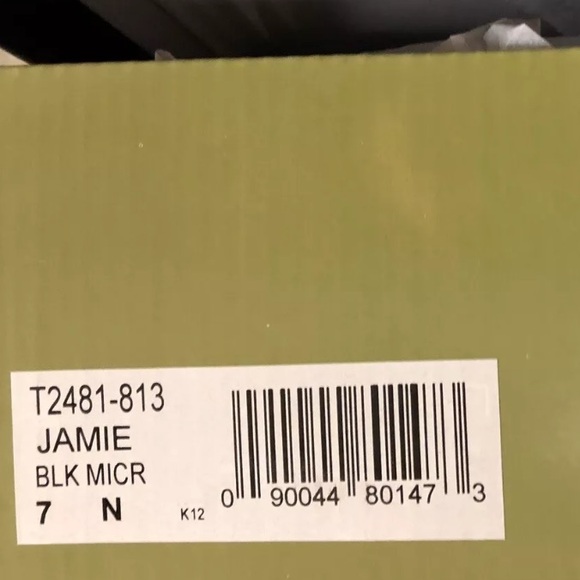 T2481-813
JAMIE
BLK MICR
7 N
K12
0 90044 80147 3